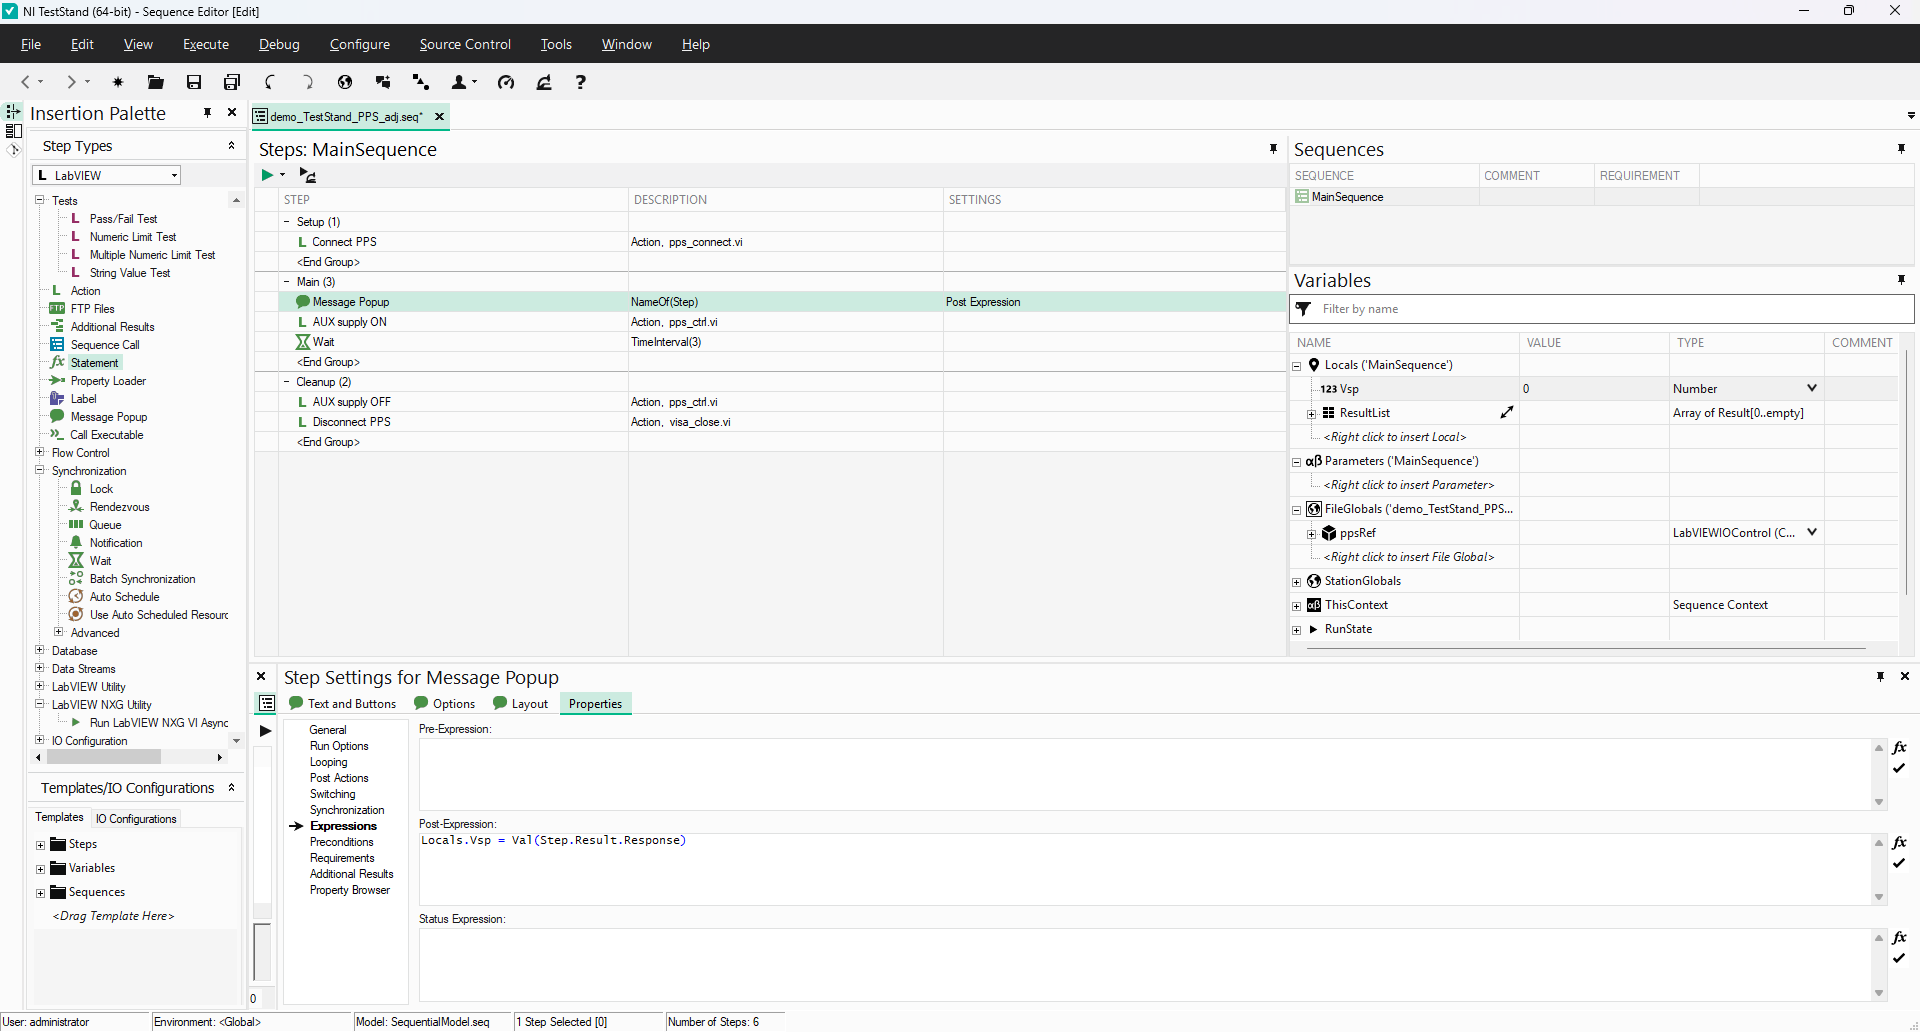 NI TestStand (64-bit) - Sequence Editor [Edit]
File Edit View Execute Debug Configure Source Control Tools Window Help
Insertion Palette
Step Types
LabVIEW
Tests
Pass/Fail Test
Numeric Limit Test
Multiple Numeric Limit Test
String Value Test
Action
FTP Files
Additional Results
Sequence Call
Statement
Property Loader
Label
Message Popup
Call Executable
Flow Control
Synchronization
Lock
Rendezvous
Queue
Notification
Wait
Batch Synchronization
Auto Schedule
Use Auto Scheduled Resourc
Advanced
Database
Data Streams
LabVIEW Utility
LabVIEW NXG Utility
Run LabVIEW NXG VI Async
IO Configuration
Templates/IO Configurations
Templates IO Configurations
Steps
Variables
Sequences
<Drag Template Here>
demo_TestStand_PPS_adj.seq*
Steps: MainSequence
STEP DESCRIPTION SETTINGS
Setup (1)
Connect PPS Action, pps_connect.vi
<End Group>
Main (3)
Message Popup NameOf(Step) Post Expression
AUX supply ON Action, pps_ctrl.vi
Wait TimeInterval(3)
<End Group>
Cleanup (2)
AUX supply OFF Action, pps_ctrl.vi
Disconnect PPS Action, visa_close.vi
<End Group>
Sequences
SEQUENCE COMMENT REQUIREMENT
MainSequence
Variables
Filter by name
NAME VALUE TYPE COMMENT
Locals ('MainSequence')
123 Vsp 0 Number
ResultList Array of Result[0..empty]
<Right click to insert Local>
αβ Parameters ('MainSequence')
<Right click to insert Parameter>
FileGlobals ('demo_TestStand_PPS...
ppsRef LabVIEWIOControl (C...
<Right click to insert File Global>
StationGlobals
αβ ThisContext Sequence Context
RunState
Step Settings for Message Popup
Text and Buttons Options Layout Properties
General
Run Options
Looping
Post Actions
Switching
Synchronization
Expressions
Preconditions
Requirements
Additional Results
Property Browser
Pre-Expression:
fx
Post-Expression:
Locals.Vsp = Val(Step.Result.Response)
fx
Status Expression:
fx
0
User: administrator Environment: <Global> Model: SequentialModel.seq 1 Step Selected [0] Number of Steps: 6